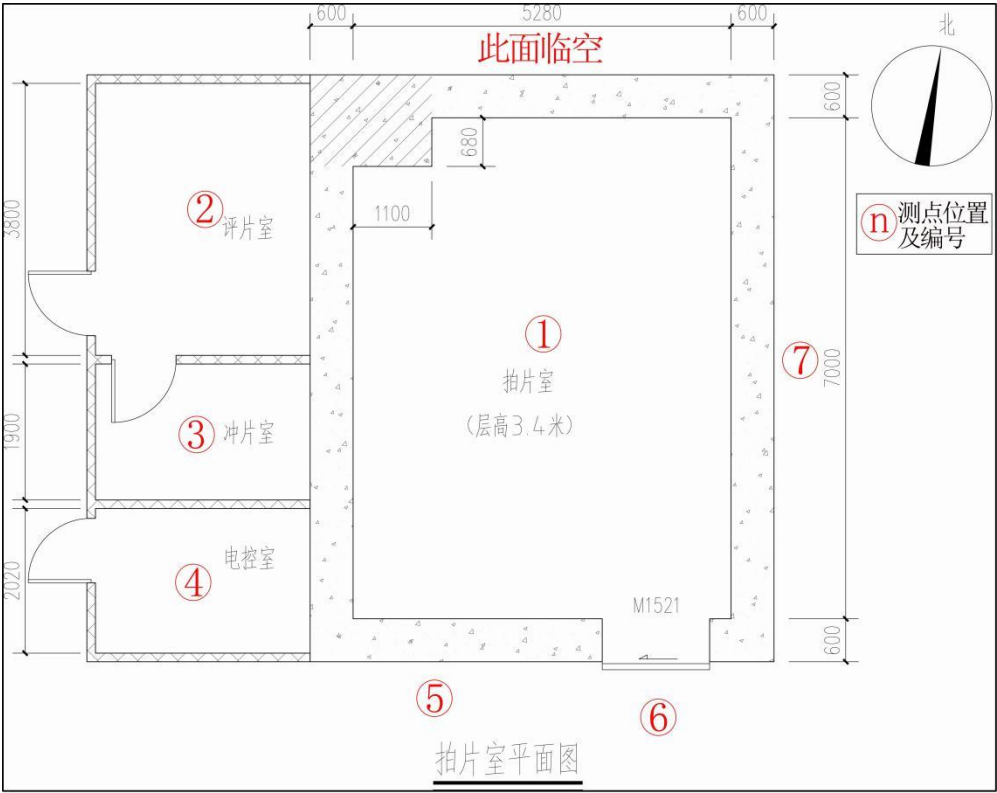 600
5280
600
此面临空
北
600
680
n 测点位置
及编号
3800
② 评片室
1100
①
拍片室
(层高3.4米)
⑦
7000
1900
③ 冲片室
2020
④ 电控室
M1521
600
⑤
⑥
拍片室平面图